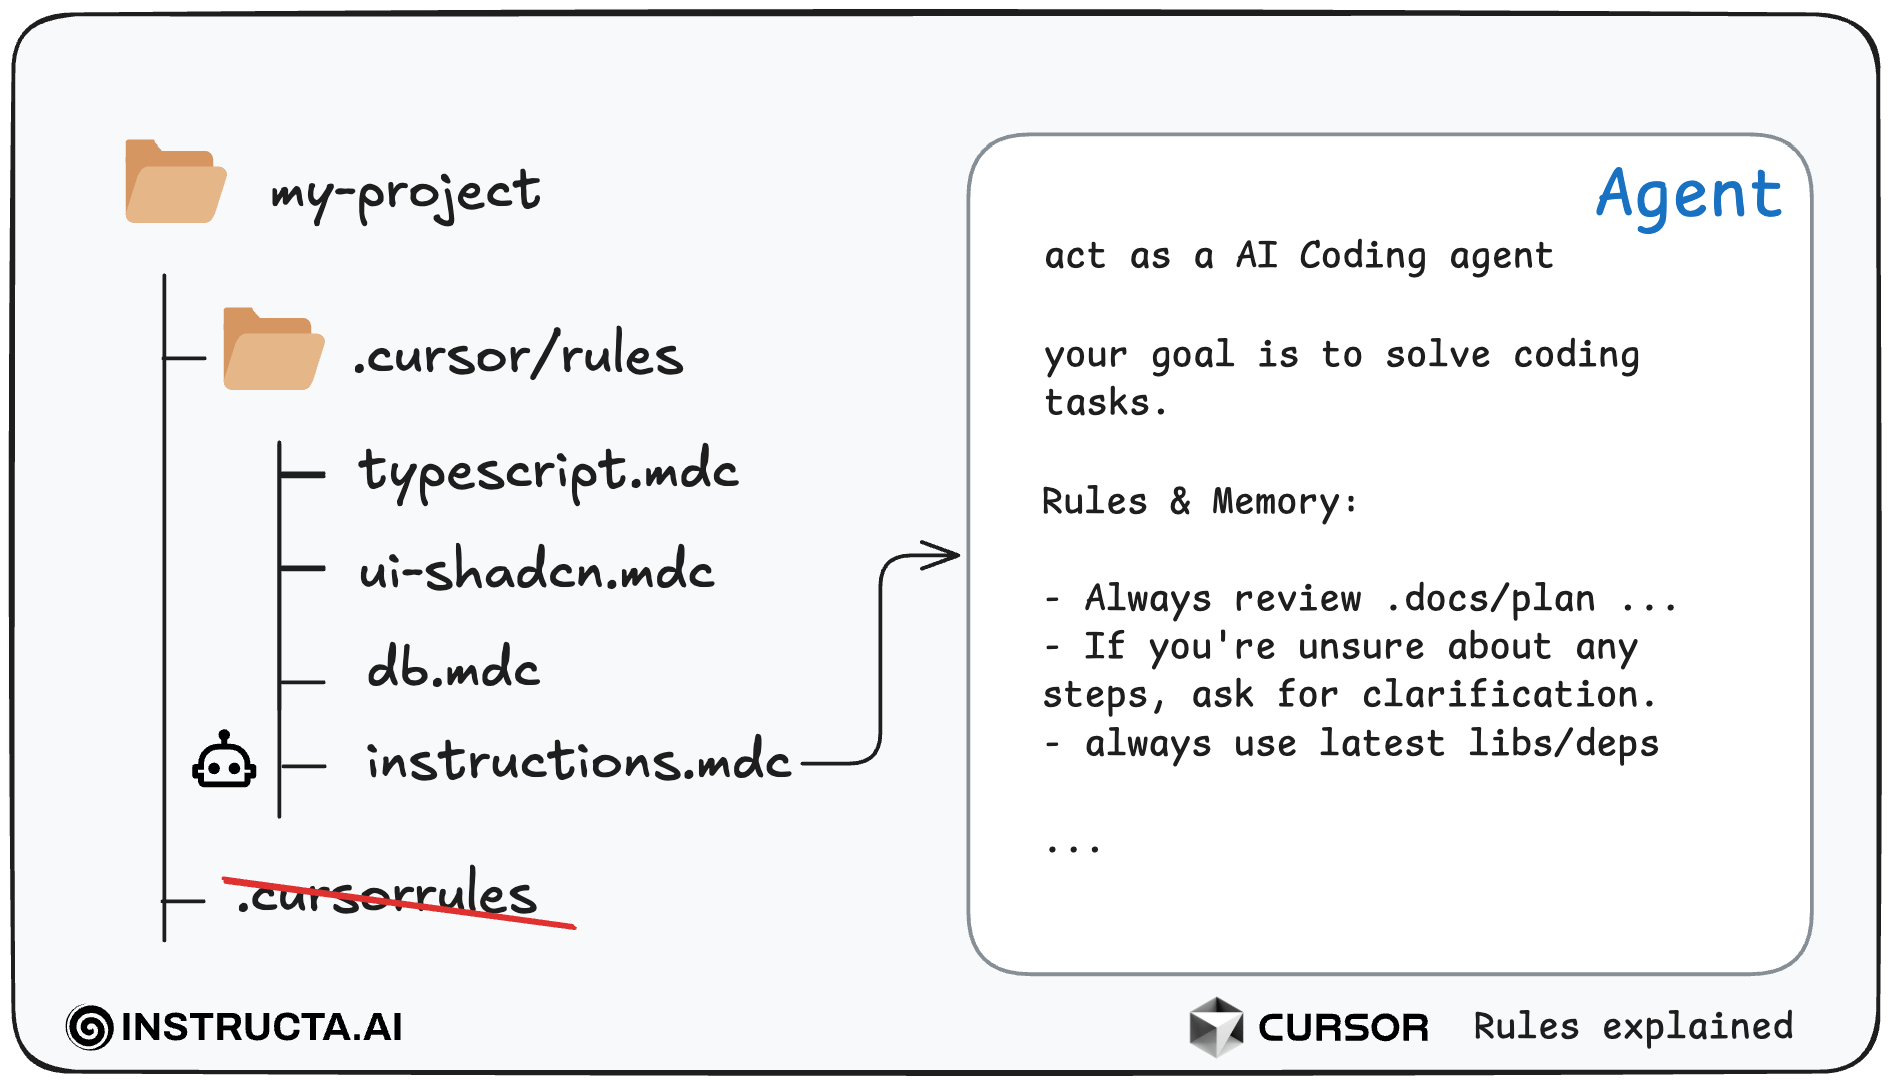 my-project
.cursor/rules
typescript.mdc
ui-shadcn.mdc
db.mdc
instructions.mdc
.cursorrules
Agent
act as a AI Coding agent
your goal is to solve coding
tasks.
Rules & Memory:
- Always review .docs/plan ...
- If you're unsure about any
steps, ask for clarification.
- always use latest libs/deps
...
INSTRUCTA.AI
CURSOR Rules explained